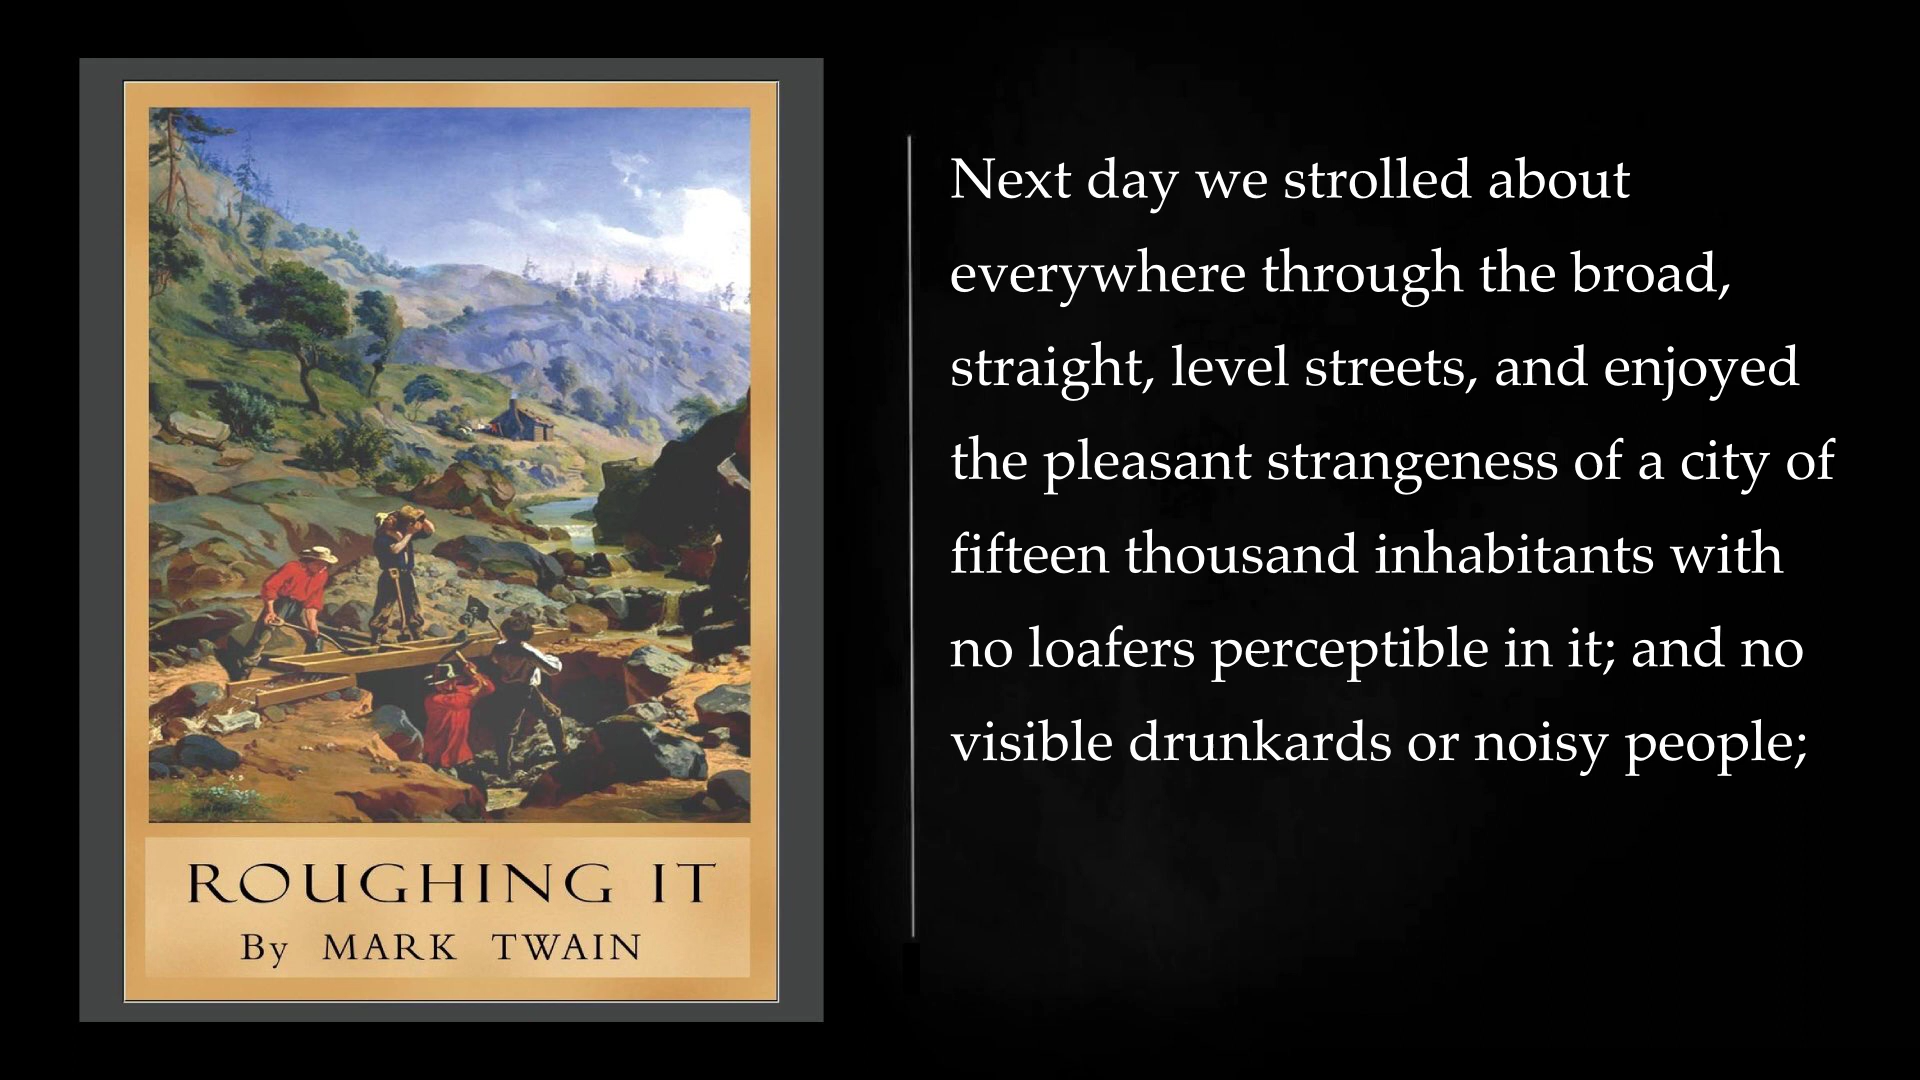 ROUGHING IT
By MARK TWAIN
Next day we strolled about
everywhere through the broad,
straight, level streets, and enjoyed
the pleasant strangeness of a city of
fifteen thousand inhabitants with
no loafers perceptible in it; and no
visible drunkards or noisy people;